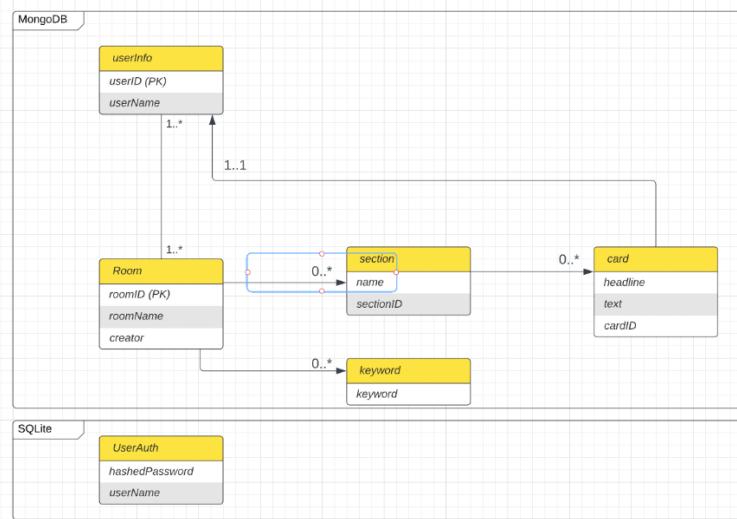 MongoDB
userInfo
userID (PK)
userName
1..*
1..1
1..*
Room
roomID (PK)
roomName
creator
0..*
section
name
sectionID
0..*
card
headline
text
cardID
0..*
keyword
keyword
SQLite
UserAuth
hashedPassword
userName